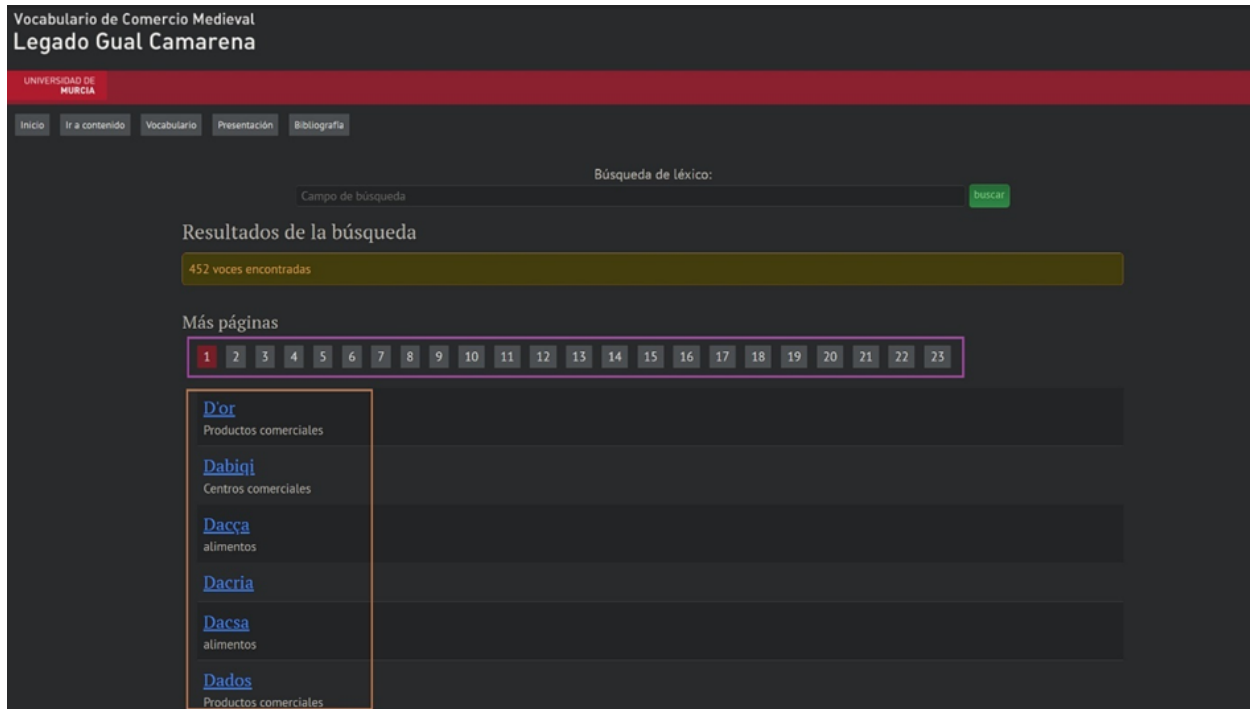 Vocabulario de Comercio Medieval
Legado Gual Camarena
UNIVERSIDAD DE
MURCIA
Inicio Ir a contenido Vocabulario Presentación Bibliografía
Búsqueda de léxico:
Campo de búsqueda buscar
Resultados de la búsqueda
452 voces encontradas
Más páginas
1 2 3 4 5 6 7 8 9 10 11 12 13 14 15 16 17 18 19 20 21 22 23
D'or
Productos comerciales
Dabiqi
Centros comerciales
Dacça
alimentos
Dacria
Dacsa
alimentos
Dados
Productos comerciales